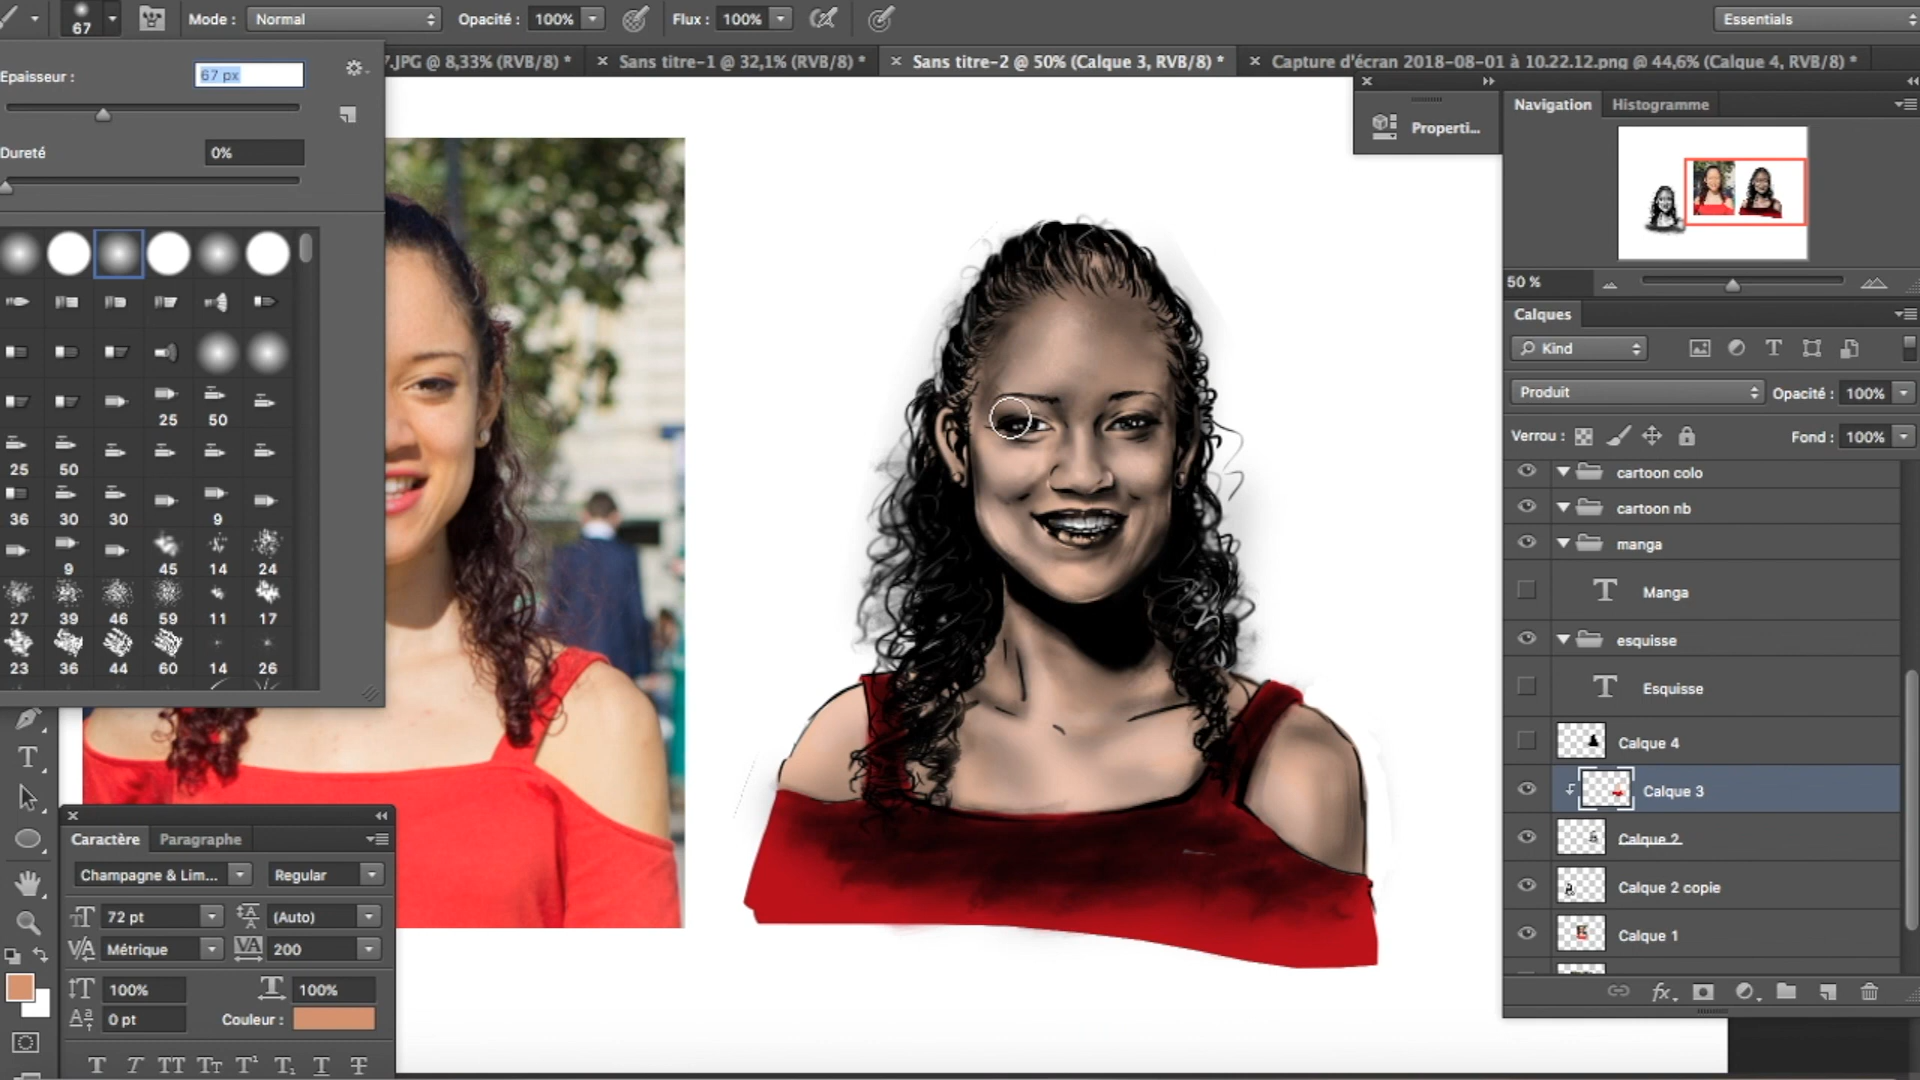 67
Mode :
Normal
Opacité :
100%
Flux :
100%
Essentials
.JPG @ 8,33% (RVB/8) *
Sans titre-1 @ 32,1% (RVB/8) *
Sans titre-2 @ 50% (Calque 3, RVB/8) *
Capture d'écran 2018-08-01 à 10.22.12.png @ 44,6% (Calque 4, RVB/8) *
Epaisseur :
67 px
Dureté
0%
25
50
25
50
36
30
30
9
9
45
14
24
27
39
46
59
11
17
23
36
44
60
14
26
Properti...
Navigation
Histogramme
50 %
Calques
Kind
Produit
Opacité :
100%
Verrou :
Fond :
100%
cartoon colo
cartoon nb
manga
T
Manga
esquisse
T
Esquisse
Calque 4
Calque 3
Calque 2
Calque 2 copie
Calque 1
fx
Caractère
Paragraphe
Champagne & Lim...
Regular
72 pt
(Auto)
Métrique
200
100%
100%
0 pt
Couleur :
T T TT Tт T¹ T₁ T T